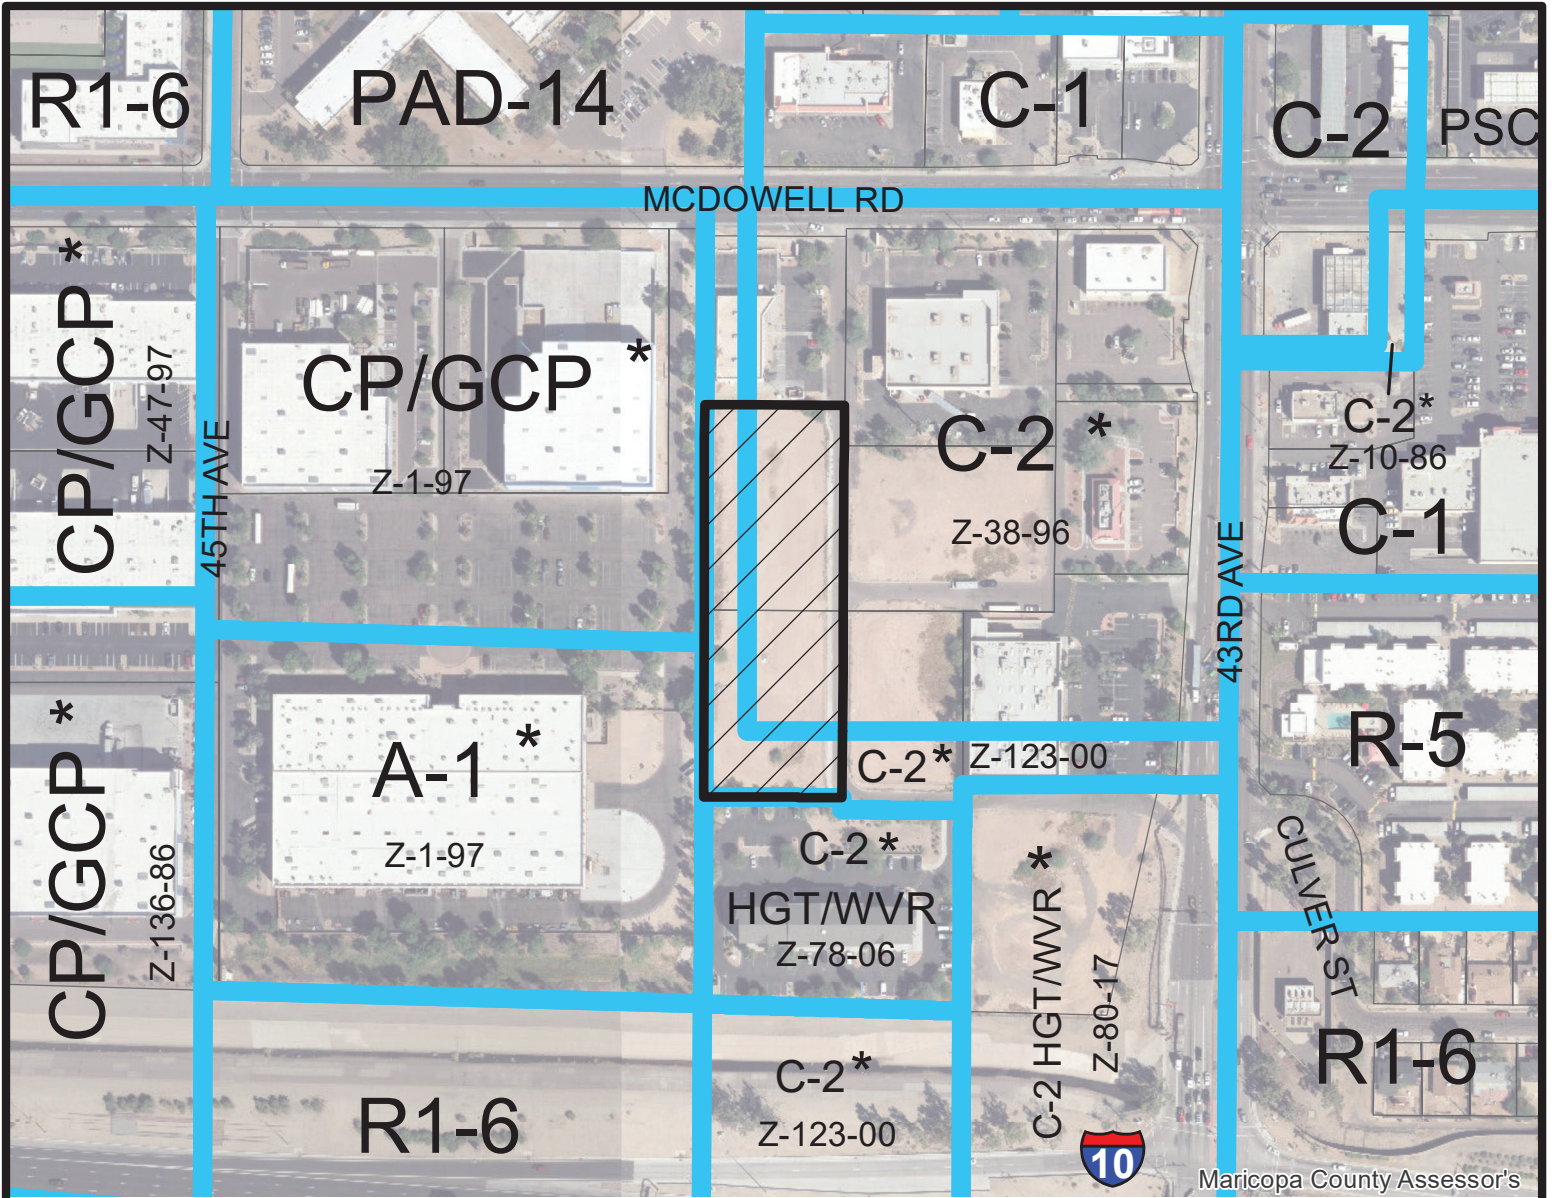 R1-6
PAD-14
C-1
C-2
PSC
MCDOWELL RD
CP/GCP *
Z-47-97
45TH AVE
CP/GCP *
Z-1-97
C-2 *
Z-38-96
43RD AVE
C-2*
Z-10-86
C-1
CP/GCP *
Z-136-86
A-1 *
Z-1-97
C-2*
Z-123-00
R-5
C-2 *
HGT/WVR
Z-78-06
C-2 HGT/WVR *
Z-80-17
CULVER ST
R1-6
R1-6
C-2*
Z-123-00
10
Maricopa County Assessor's